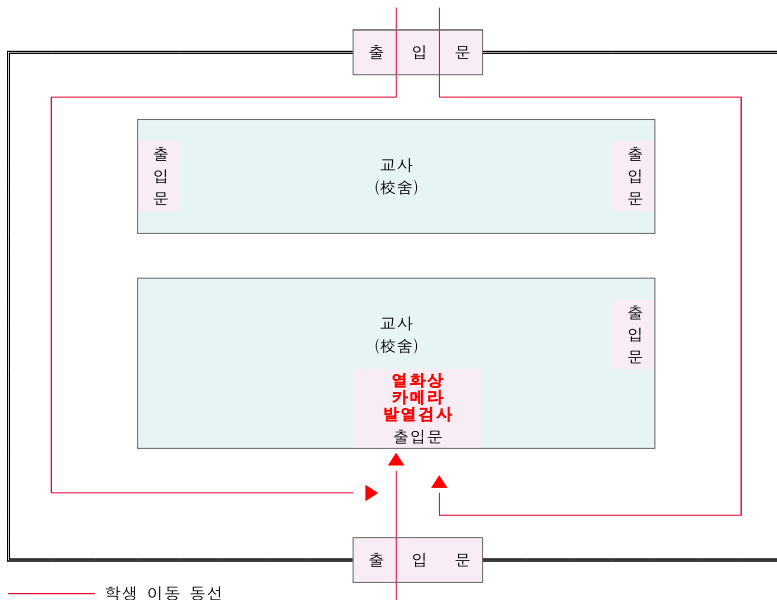 출 입 문
출입문
교사
(校舍)
출입문
교사
(校舍)
출입문
열화상
카메라
발열검사
출입문
출 입 문
학생 이동 동선